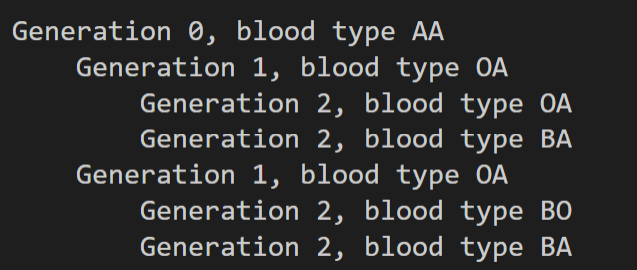 Generation 0, blood type AA
    Generation 1, blood type OA
        Generation 2, blood type OA
        Generation 2, blood type BA
    Generation 1, blood type OA
        Generation 2, blood type BO
        Generation 2, blood type BA